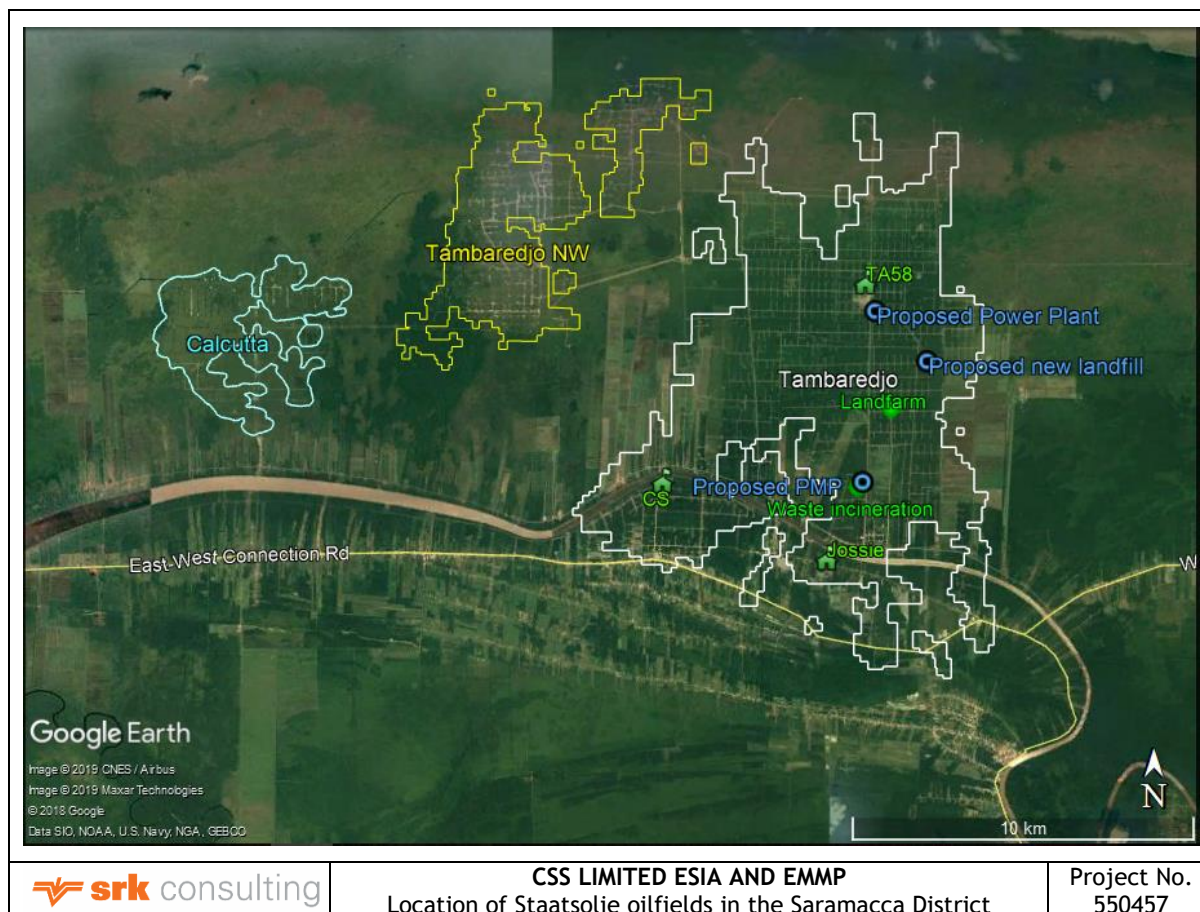 Tambaredjo NW
TA58
Calcutta
Proposed Power Plant
Proposed new landfill
Tambaredjo
Landfarm
CS
Proposed PMP
Waste incineration
Jossie
East-West Connection Rd
W
Google Earth
Image © 2019 CNES / Airbus
Image © 2019 Maxar Technologies
© 2018 Google
Data SIO, NOAA, U.S. Navy, NGA, GEBCO
N
10 km
srk consulting
CSS LIMITED ESIA AND EMMP
Location of Staatsolie oilfields in the Saramacca District
Project No.
550457